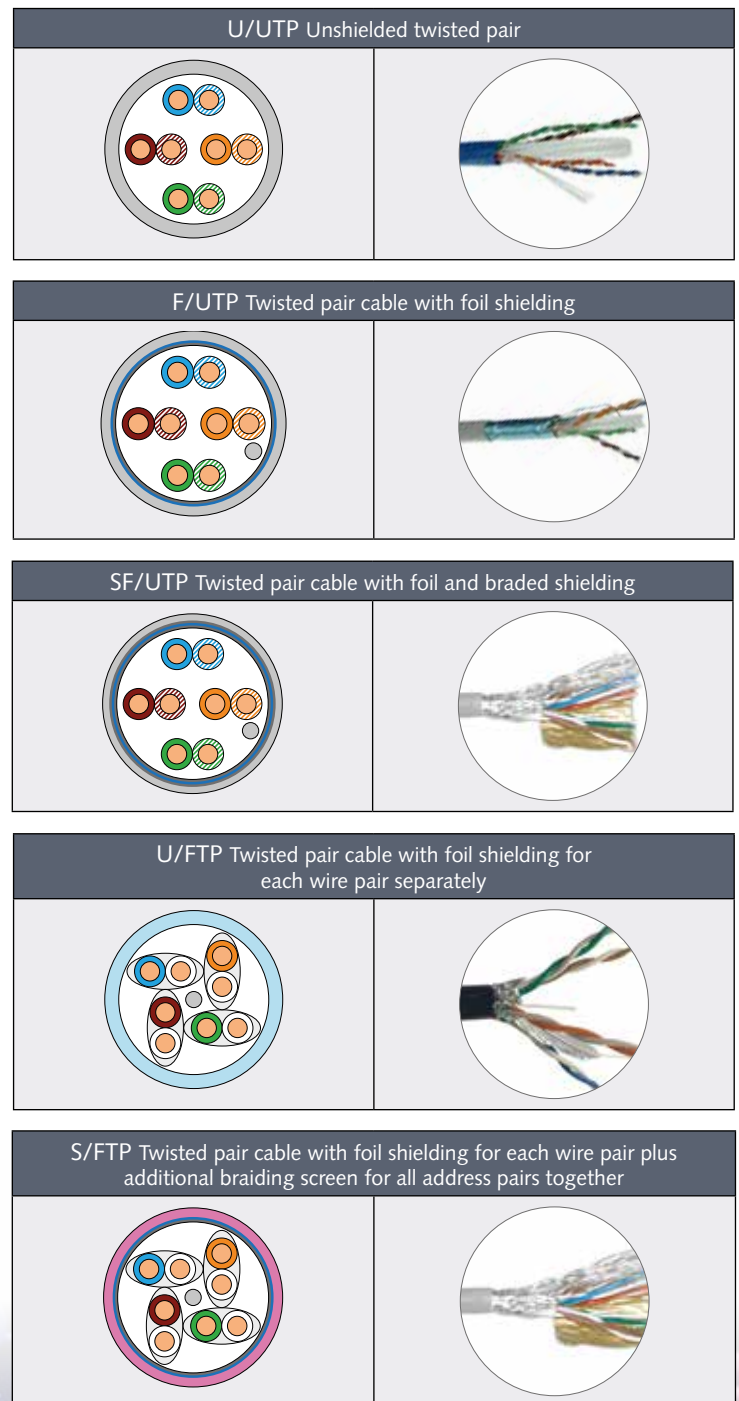 U/UTP Unshielded twisted pair
F/UTP Twisted pair cable with foil shielding
SF/UTP Twisted pair cable with foil and braded shielding
U/FTP Twisted pair cable with foil shielding for
each wire pair separately
S/FTP Twisted pair cable with foil shielding for each wire pair plus
additional braiding screen for all address pairs together